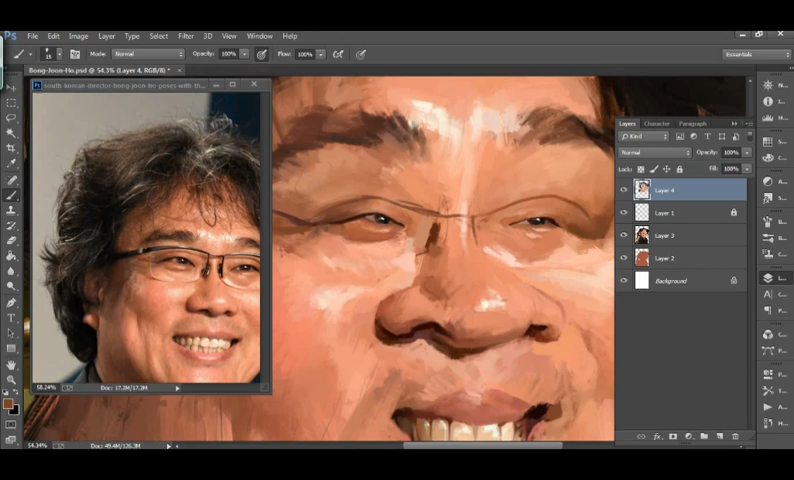 Ps File Edit Image Layer Type Select Filter 3D View Window Help
15 Mode: Normal Opacity: 100% Flow: 100% Essentials
Bong-Joon-Ho.psd @ 54.3% (Layer 4, RGB/8) *
south-korean-director-bong-joon-ho-poses-with-th...
Layers Character Paragraph
Kind
Normal Opacity: 100%
Lock: Fill: 100%
Layer 4
Layer 1
Layer 3
Layer 2
Background
58.24% Doc: 17.2M/17.2M
54.34% Doc: 49.4M/126.3M